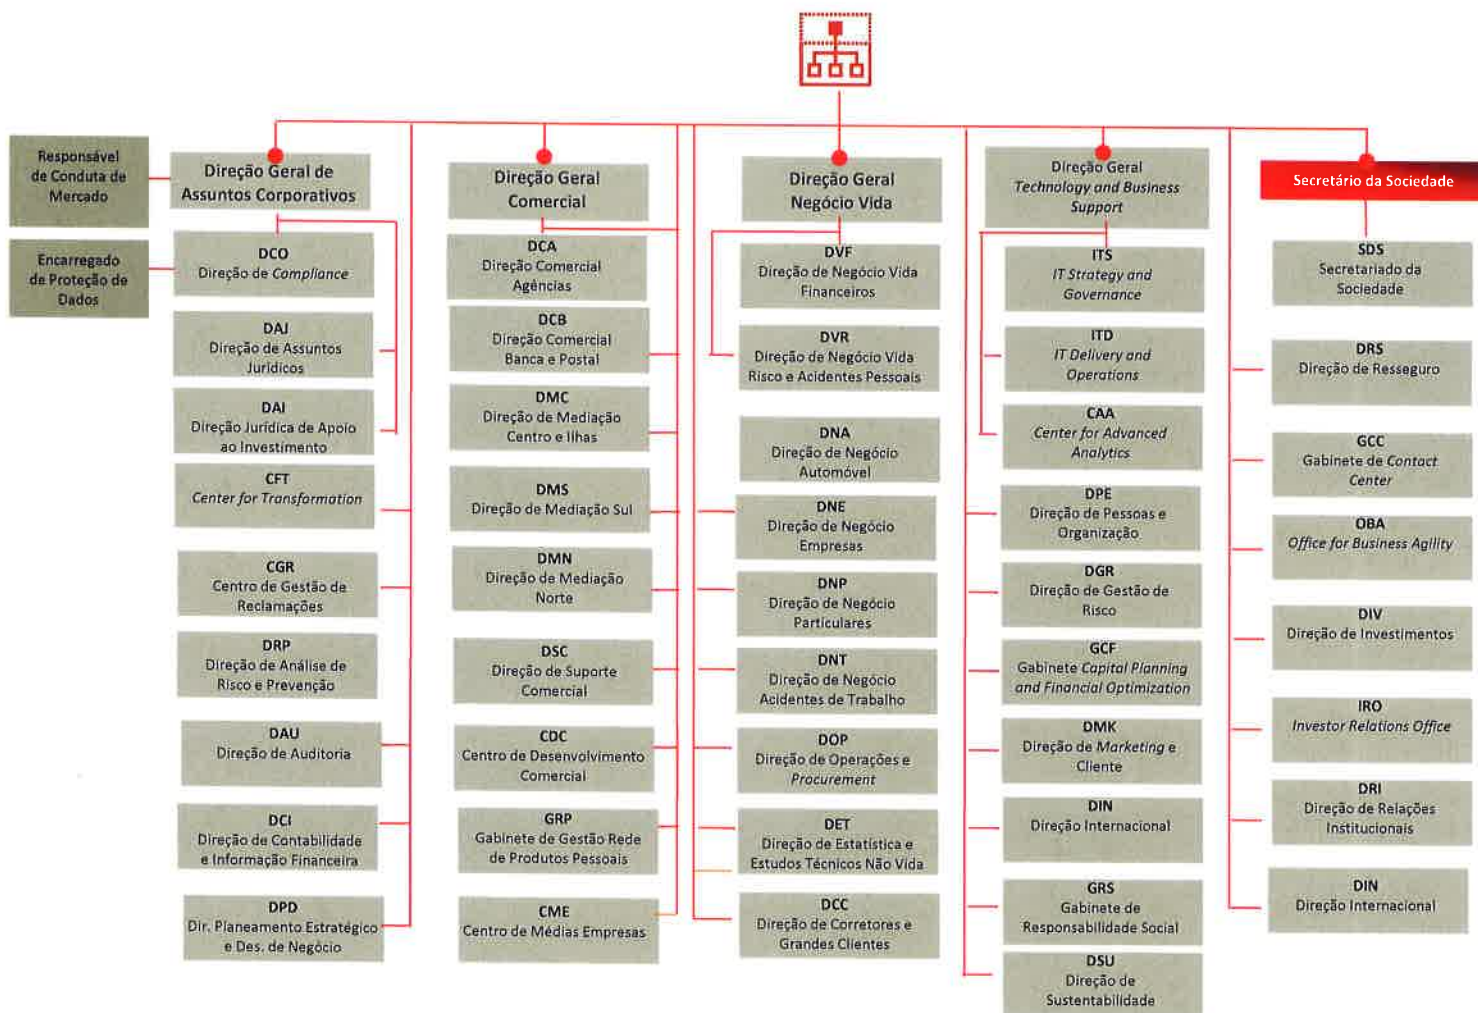 Responsável
de Conduta de
Mercado
Encarregado
de Proteção de
Dados
Direção Geral de
Assuntos Corporativos
DCO
Direção de Compliance
DAJ
Direção de Assuntos
Jurídicos
DAI
Direção Jurídica de Apoio
ao Investimento
CFT
Center for Transformation
CGR
Centro de Gestão de
Reclamações
DRP
Direção de Análise de
Risco e Prevenção
DAU
Direção de Auditoria
DCI
Direção de Contabilidade
e Informação Financeira
DPD
Dir. Planeamento Estratégico
e Des. de Negócio
Direção Geral
Comercial
DCA
Direção Comercial
Agências
DCB
Direção Comercial
Banca e Postal
DMC
Direção de Mediação
Centro e Ilhas
DMS
Direção de Mediação Sul
DMN
Direção de Mediação
Norte
DSC
Direção de Suporte
Comercial
CDC
Centro de Desenvolvimento
Comercial
GRP
Gabinete de Gestão Rede
de Produtos Pessoais
CME
Centro de Médias Empresas
Direção Geral
Negócio Vida
DVF
Direção de Negócio Vida
Financeiros
DVR
Direção de Negócio Vida
Risco e Acidentes Pessoais
DNA
Direção de Negócio
Automóvel
DNE
Direção de Negócio
Empresas
DNP
Direção de Negócio
Particulares
DNT
Direção de Negócio
Acidentes de Trabalho
DOP
Direção de Operações e
Procurement
DET
Direção de Estatística e
Estudos Técnicos Não Vida
DCC
Direção de Corretores e
Grandes Clientes
Direção Geral
Technology and Business
Support
ITS
IT Strategy and
Governance
ITD
IT Delivery and
Operations
CAA
Center for Advanced
Analytics
DPE
Direção de Pessoas e
Organização
DGR
Direção de Gestão de
Risco
GCF
Gabinete Capital Planning
and Financial Optimization
DMK
Direção de Marketing e
Cliente
DIN
Direção Internacional
GRS
Gabinete de
Responsabilidade Social
DSU
Direção de
Sustentabilidade
Secretário da Sociedade
SDS
Secretariado da
Sociedade
DRS
Direção de Resseguro
GCC
Gabinete de Contact
Center
OBA
Office for Business Agility
DIV
Direção de Investimentos
IRO
Investor Relations Office
DRI
Direção de Relações
Institucionais
DIN
Direção Internacional